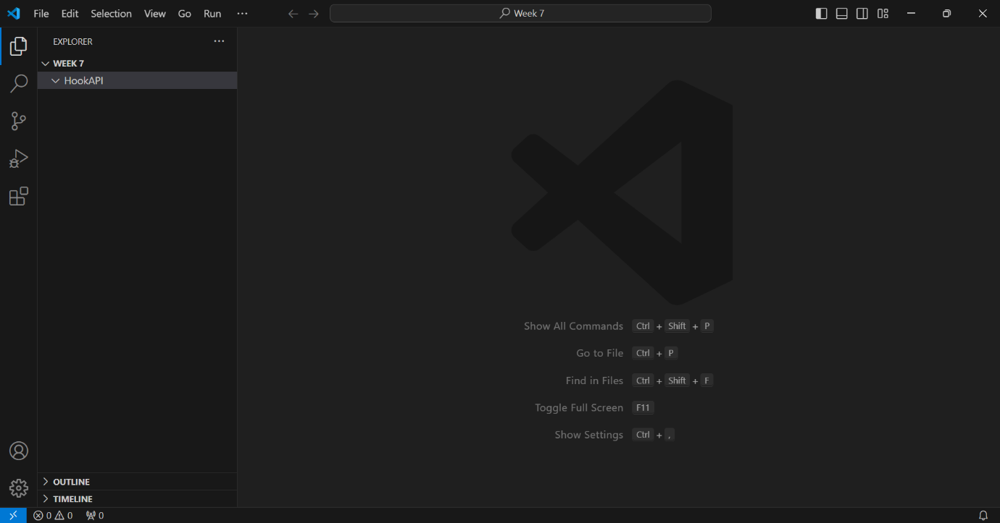 File Edit Selection View Go Run ··· Week 7
EXPLORER ···
WEEK 7
HookAPI
Show All Commands Ctrl + Shift + P
Go to File Ctrl + P
Find in Files Ctrl + Shift + F
Toggle Full Screen F11
Show Settings Ctrl + ,
OUTLINE
TIMELINE
0 0 0